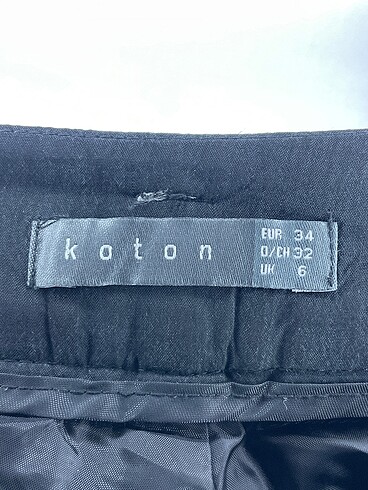 koton
EUR 34
D/CH 32
UK 6